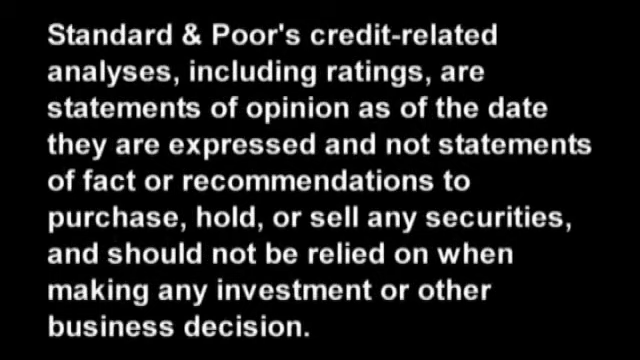 Standard & Poor's credit-related
analyses, including ratings, are
statements of opinion as of the date
they are expressed and not statements
of fact or recommendations to
purchase, hold, or sell any securities,
and should not be relied on when
making any investment or other
business decision.